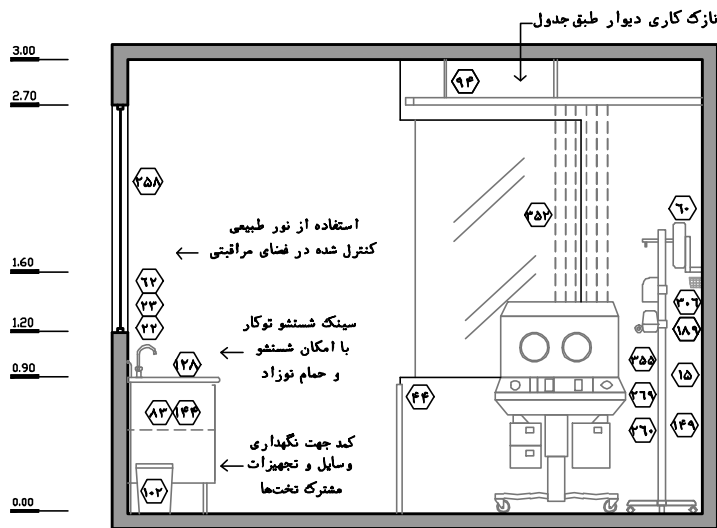 نازک کاری دیوار طبق جدول
3.00
2.70
1.60
1.20
0.90
0.00
۹۴
۲۵۸
۶۰
۳۵۲
استفاده از نور طبیعی
کنترل شده در فضای مراقبتی
۶۲
۲۳
۲۲
۳۰۶
۱۸۹
سینک شستشو توکار
با امکان شستشو
و حمام نوزاد
۱۲۸
۳۵۵
۱۵
۲۶۹
۴۴
۸۳
۱۴۴
۲۶۰
۱۴۹
کمد جهت نگهداری
وسایل و تجهیزات
مشترک تخت‌ها
۱۰۲